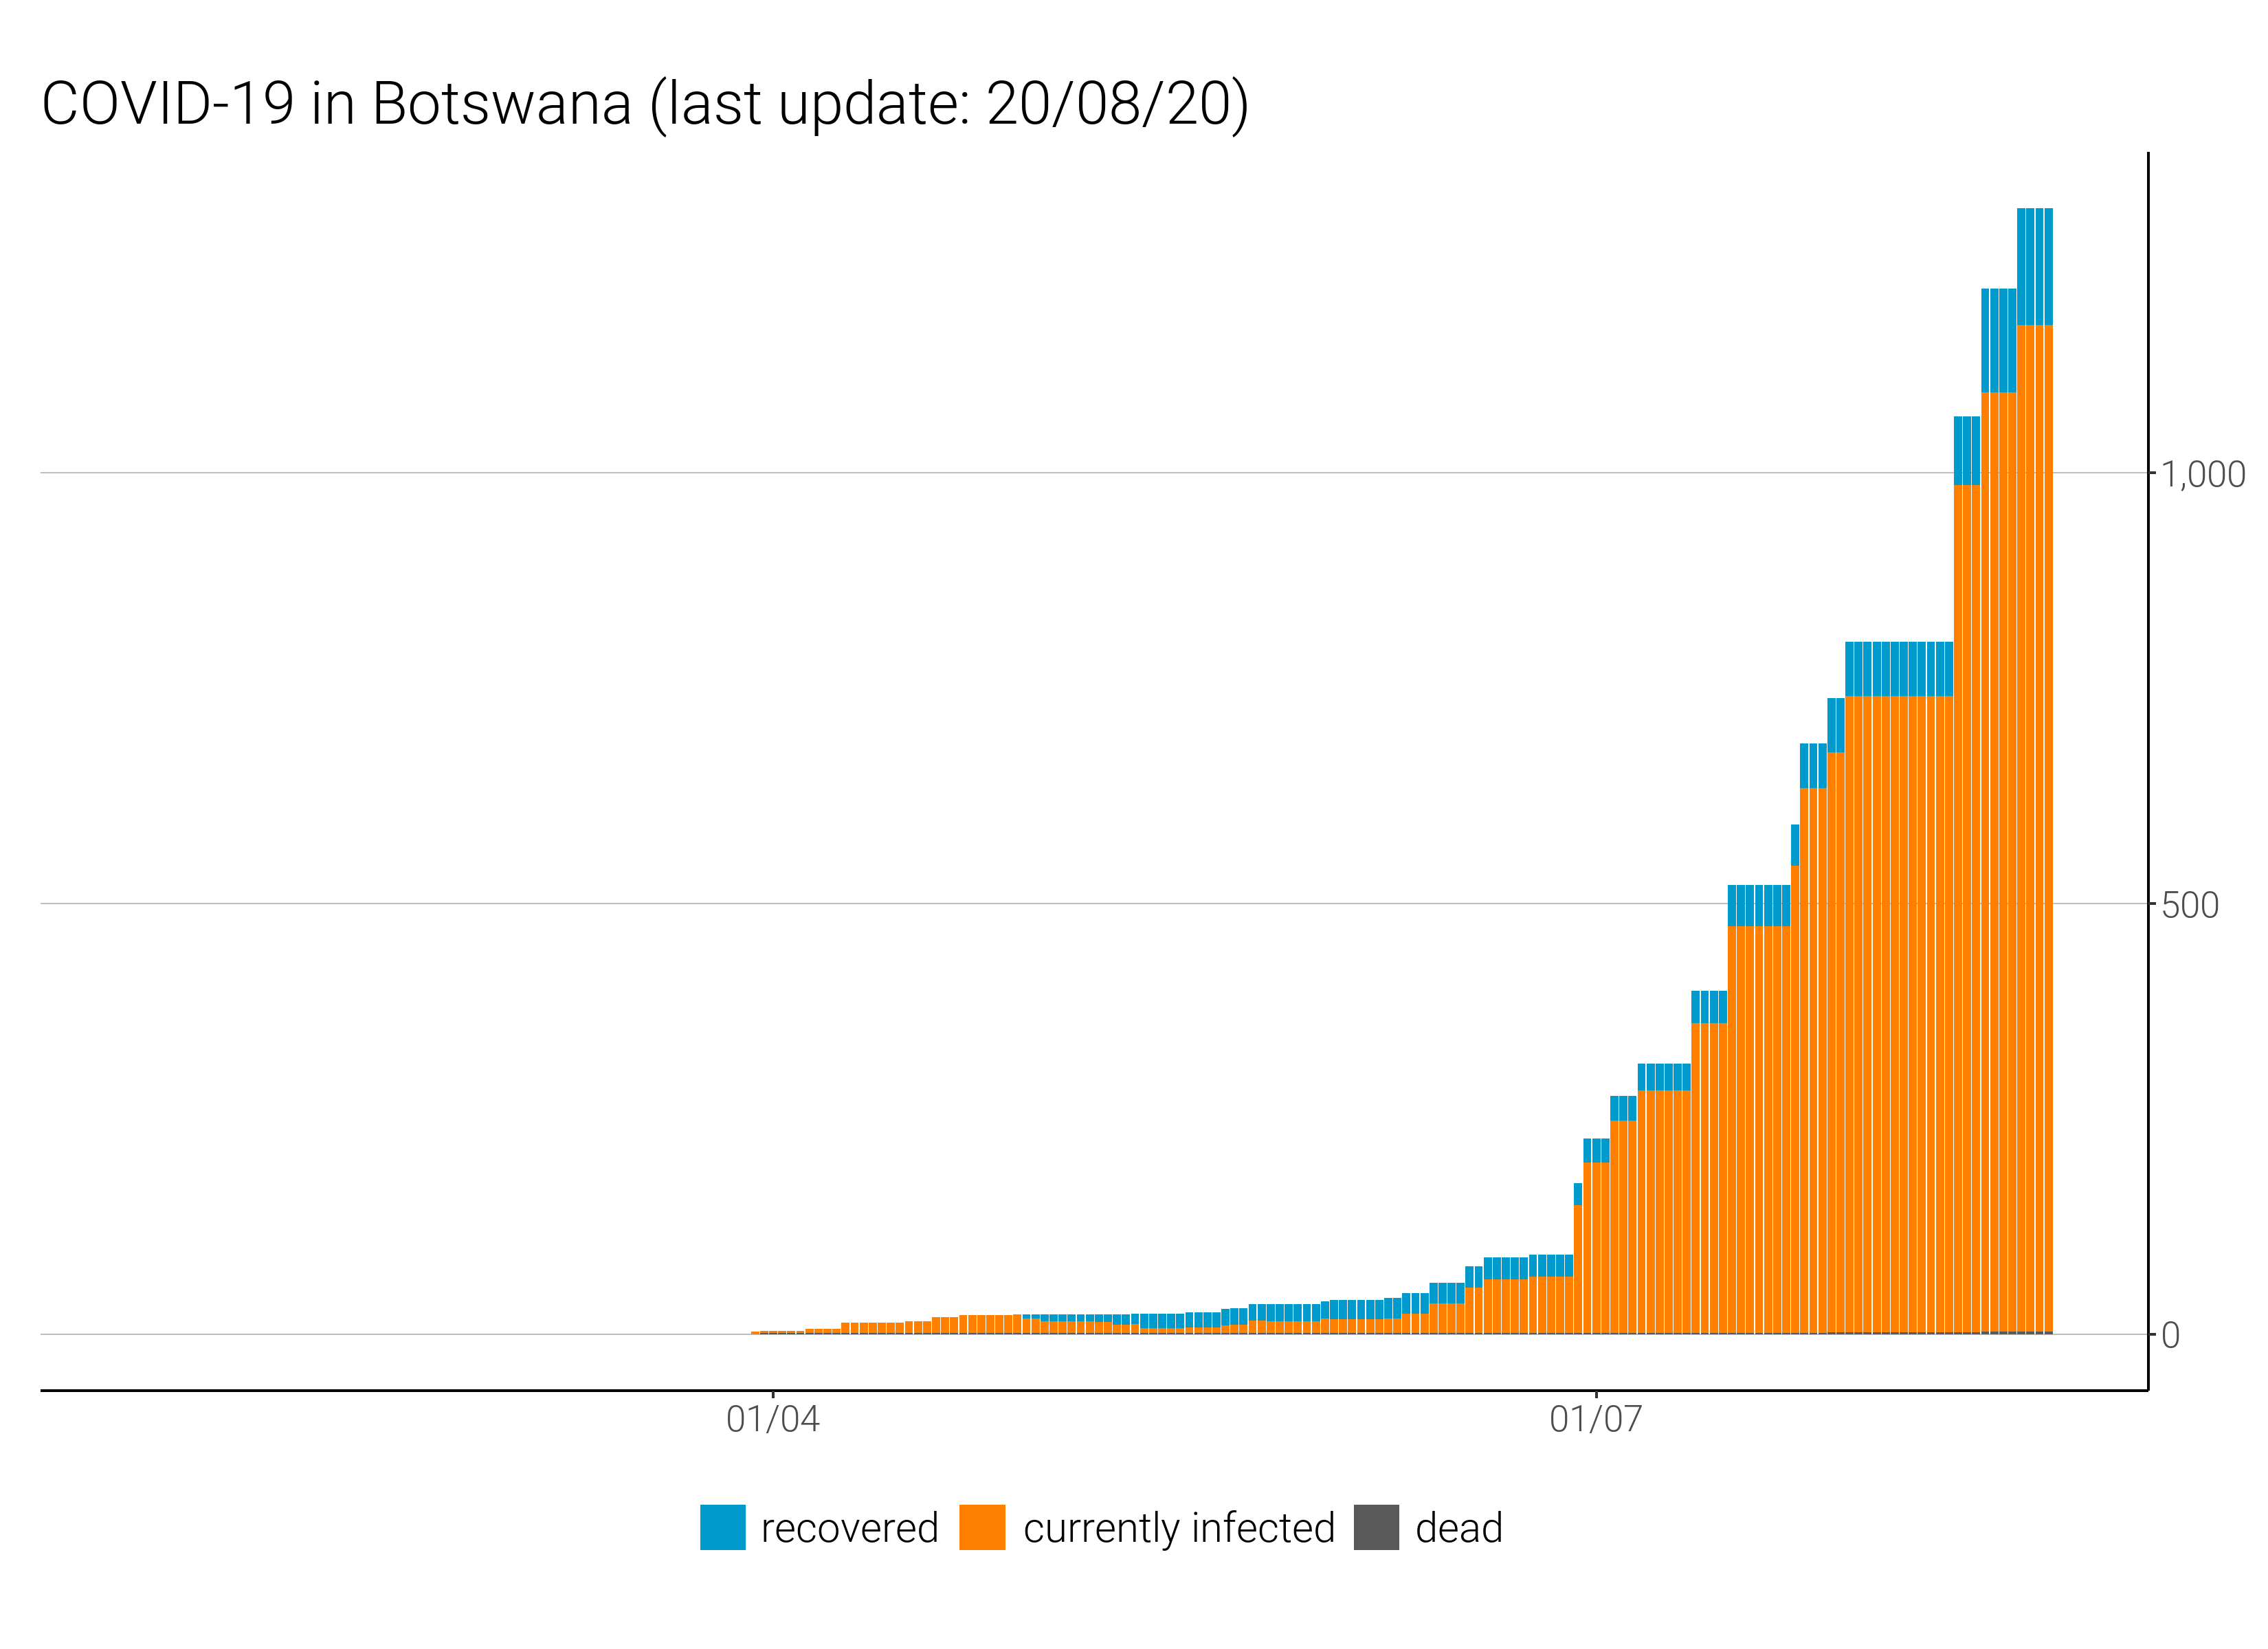 COVID-19 in Botswana (last update: 20/08/20)
1,000
500
0
01/04 01/07
recovered currently infected dead